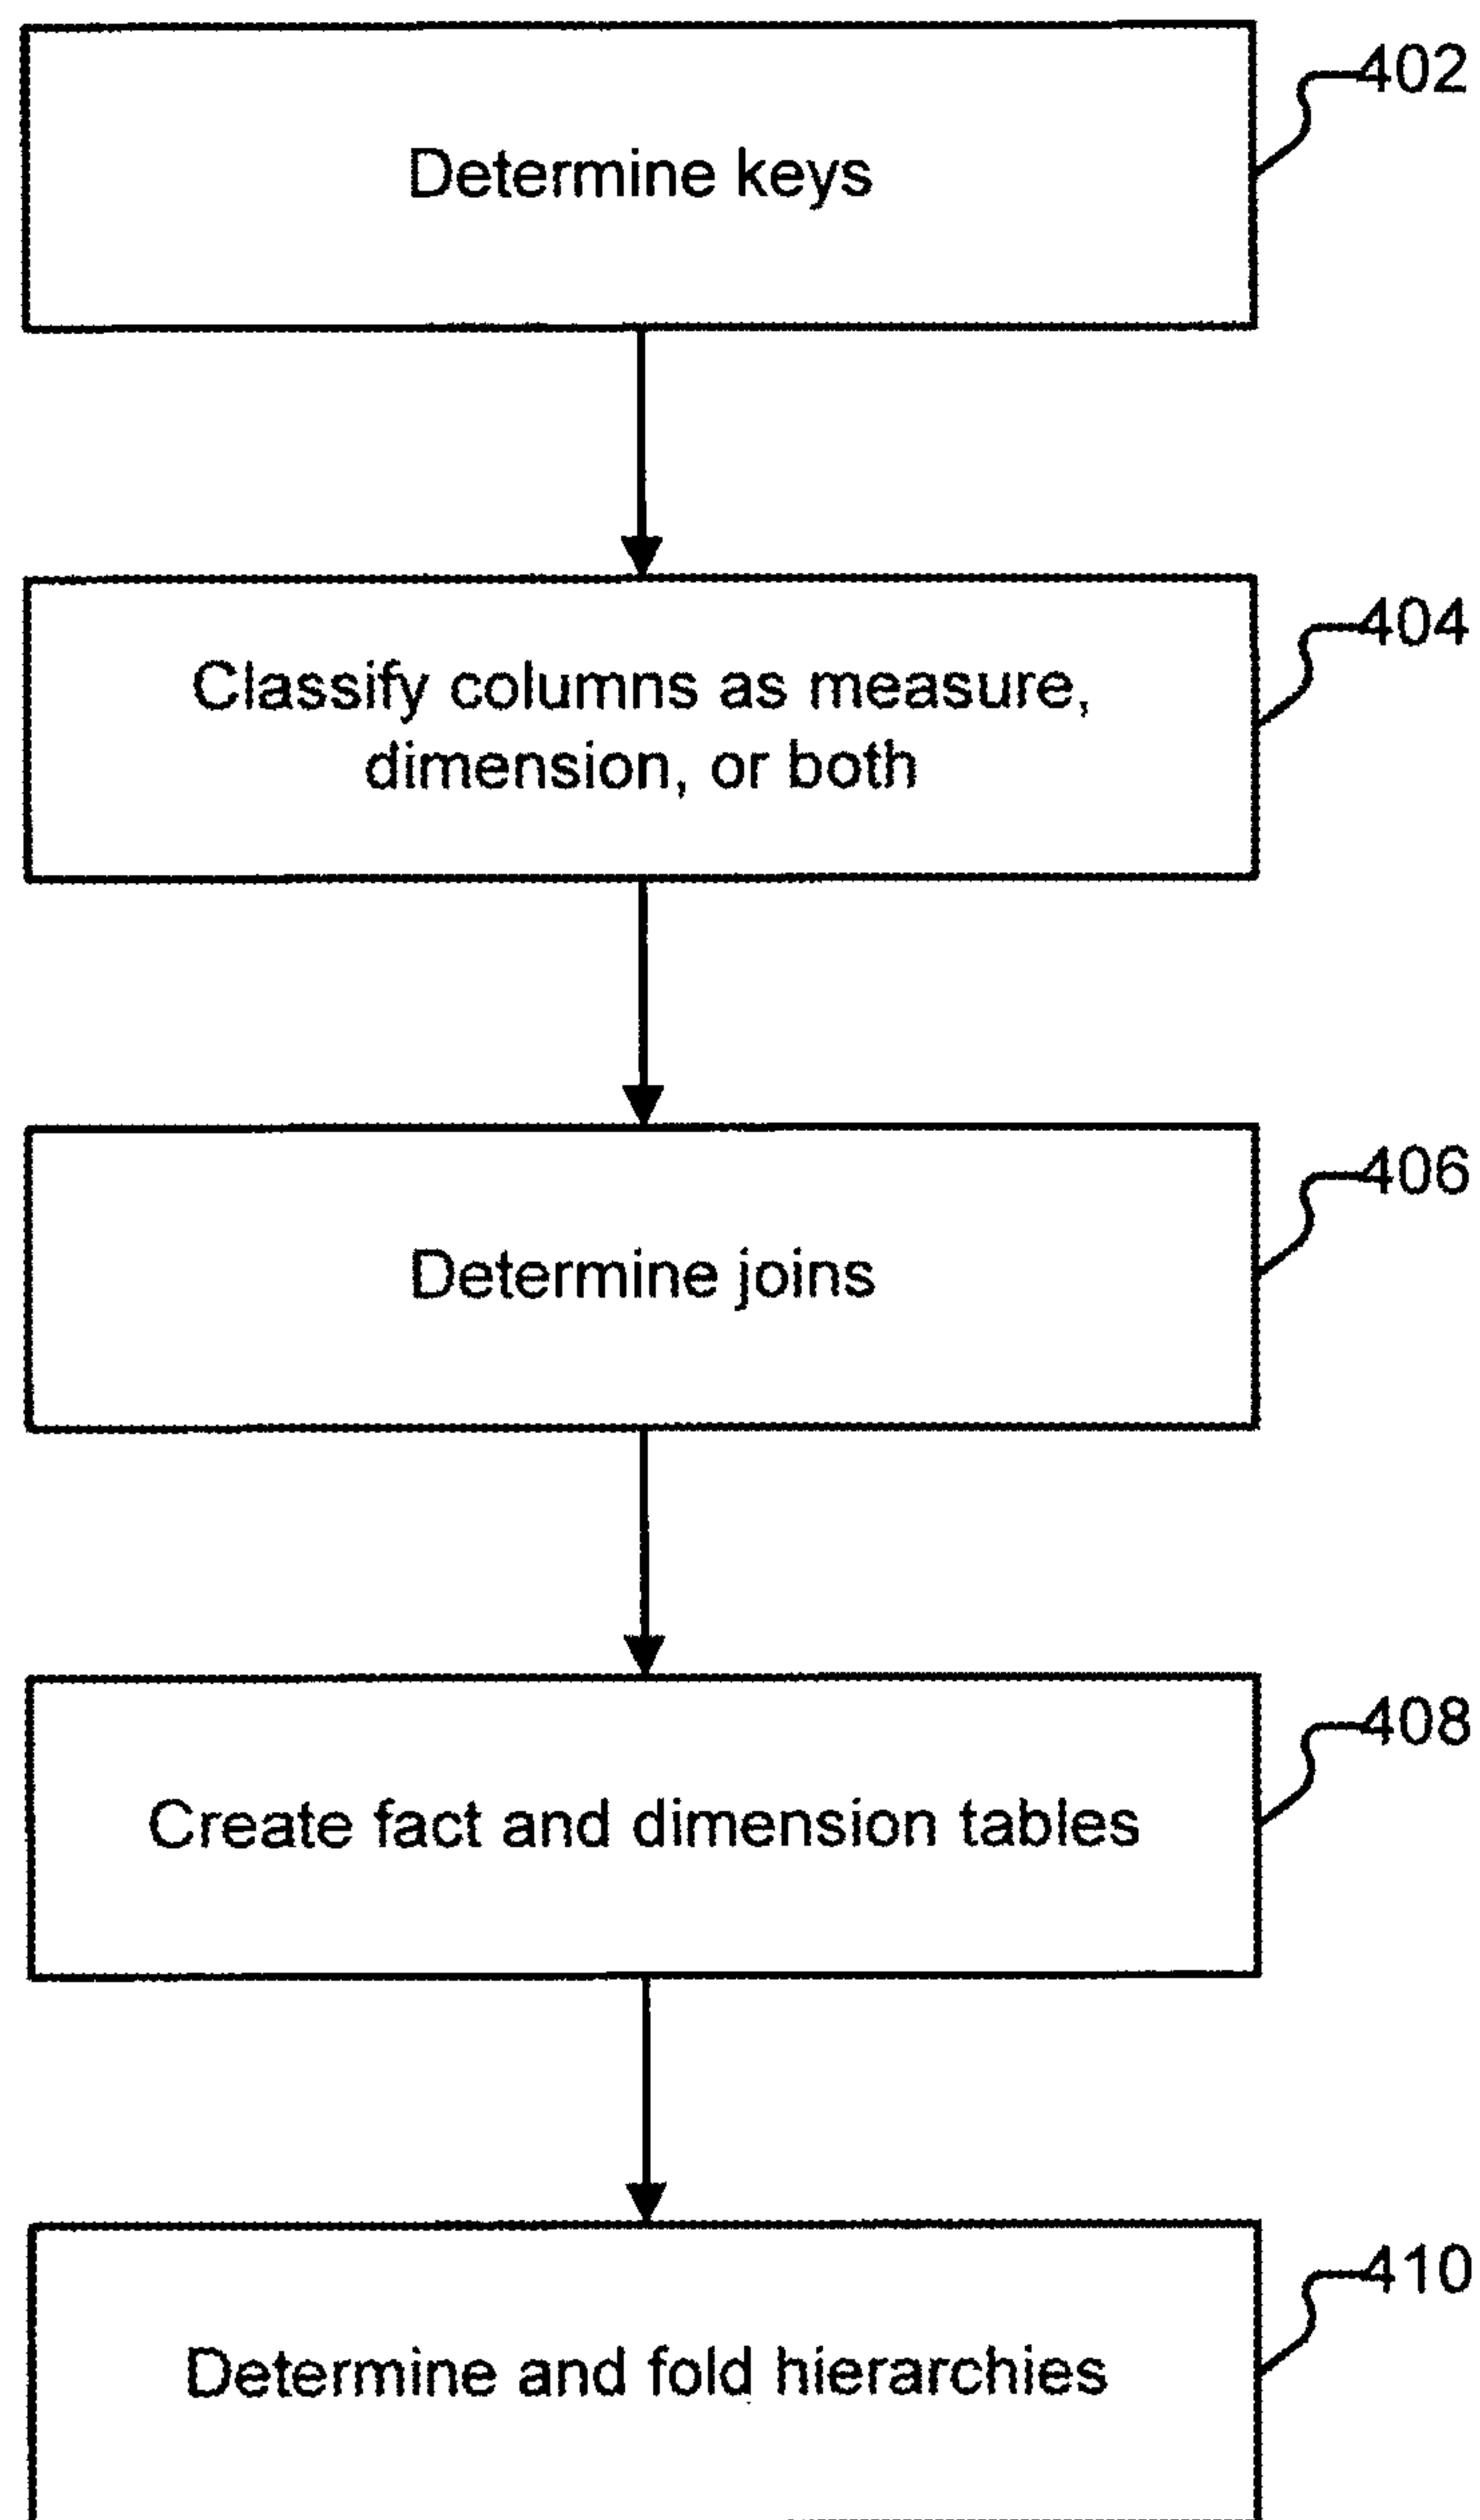 402
Determine keys
404
Classify columns as measure,
dimension, or both
406
Determine joins
408
Create fact and dimension tables
410
Determine and fold hierarchies